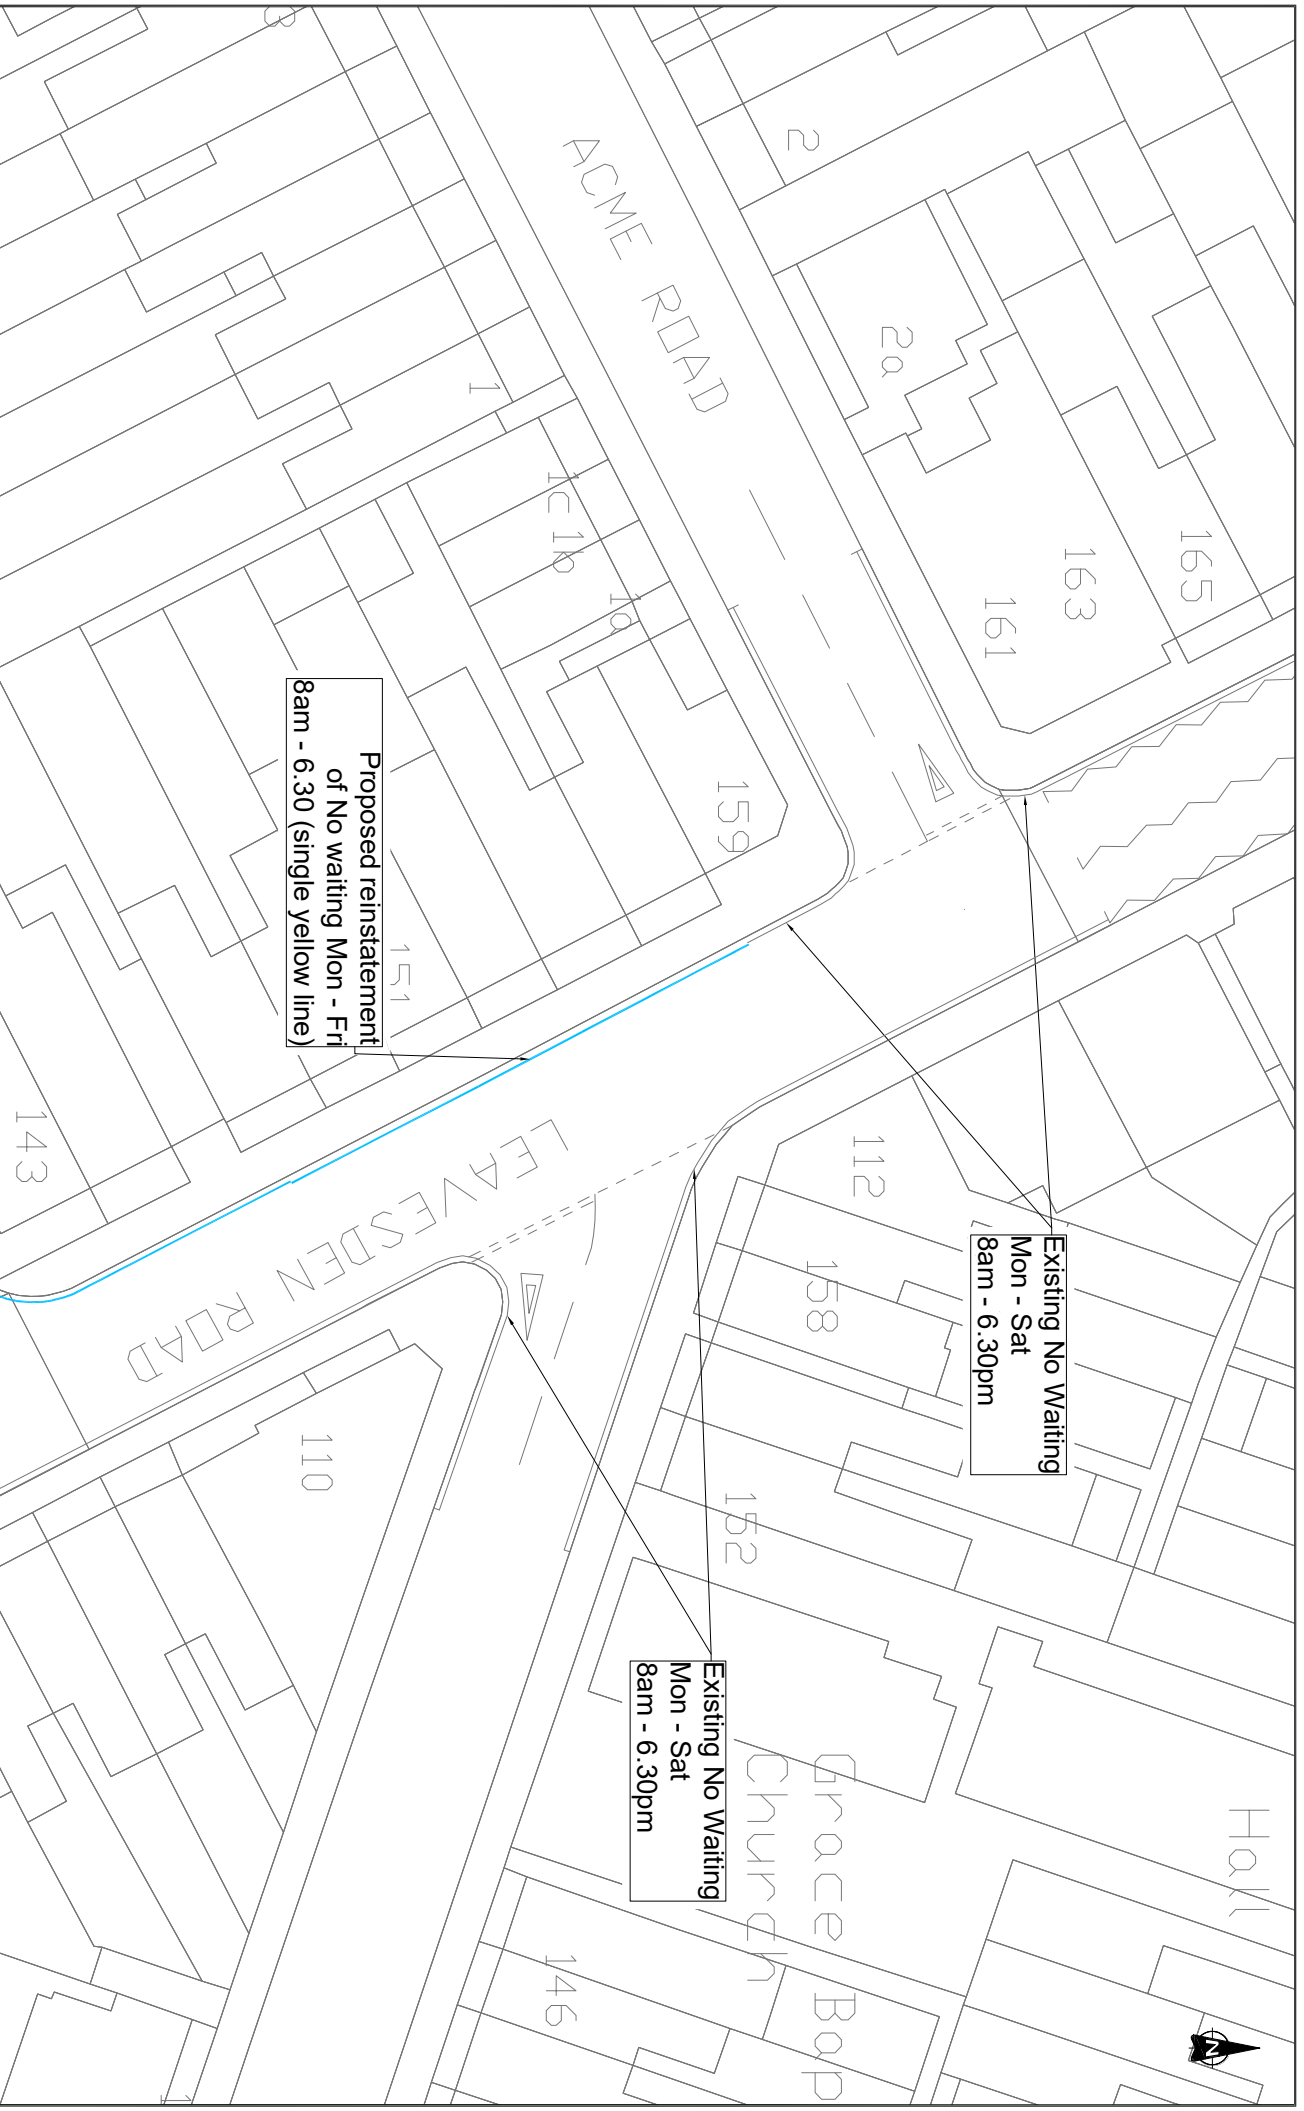 Hall
165
163
161
2a
2
ACME ROAD
159
1a
1b
1c
1
3
Existing No Waiting
Mon - Sat
8am - 6.30pm
112
158
152
Grace Bap
Church
Existing No Waiting
Mon - Sat
8am - 6.30pm
146
LEAVESDEN ROAD
151
Proposed reinstatement
of No waiting Mon - Fri
8am - 6.30 (single yellow line)
143
110
1
N